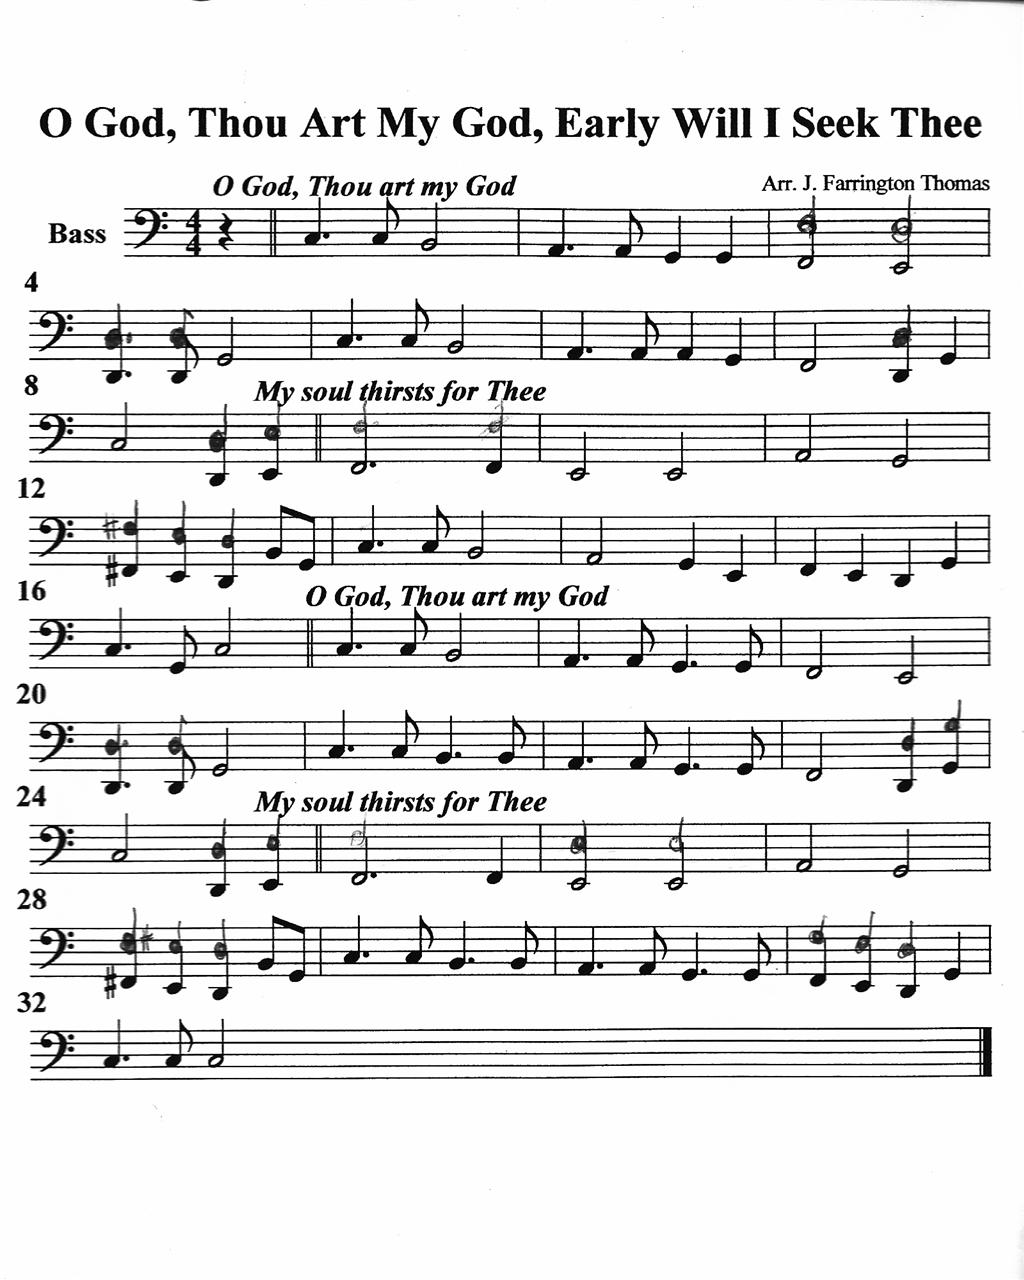 O God, Thou Art My God, Early Will I Seek Thee
O God, Thou art my God
Arr. J. Farrington Thomas
Bass
4
4
4
8
My soul thirsts for Thee
12
16
O God, Thou art my God
20
24
My soul thirsts for Thee
28
32